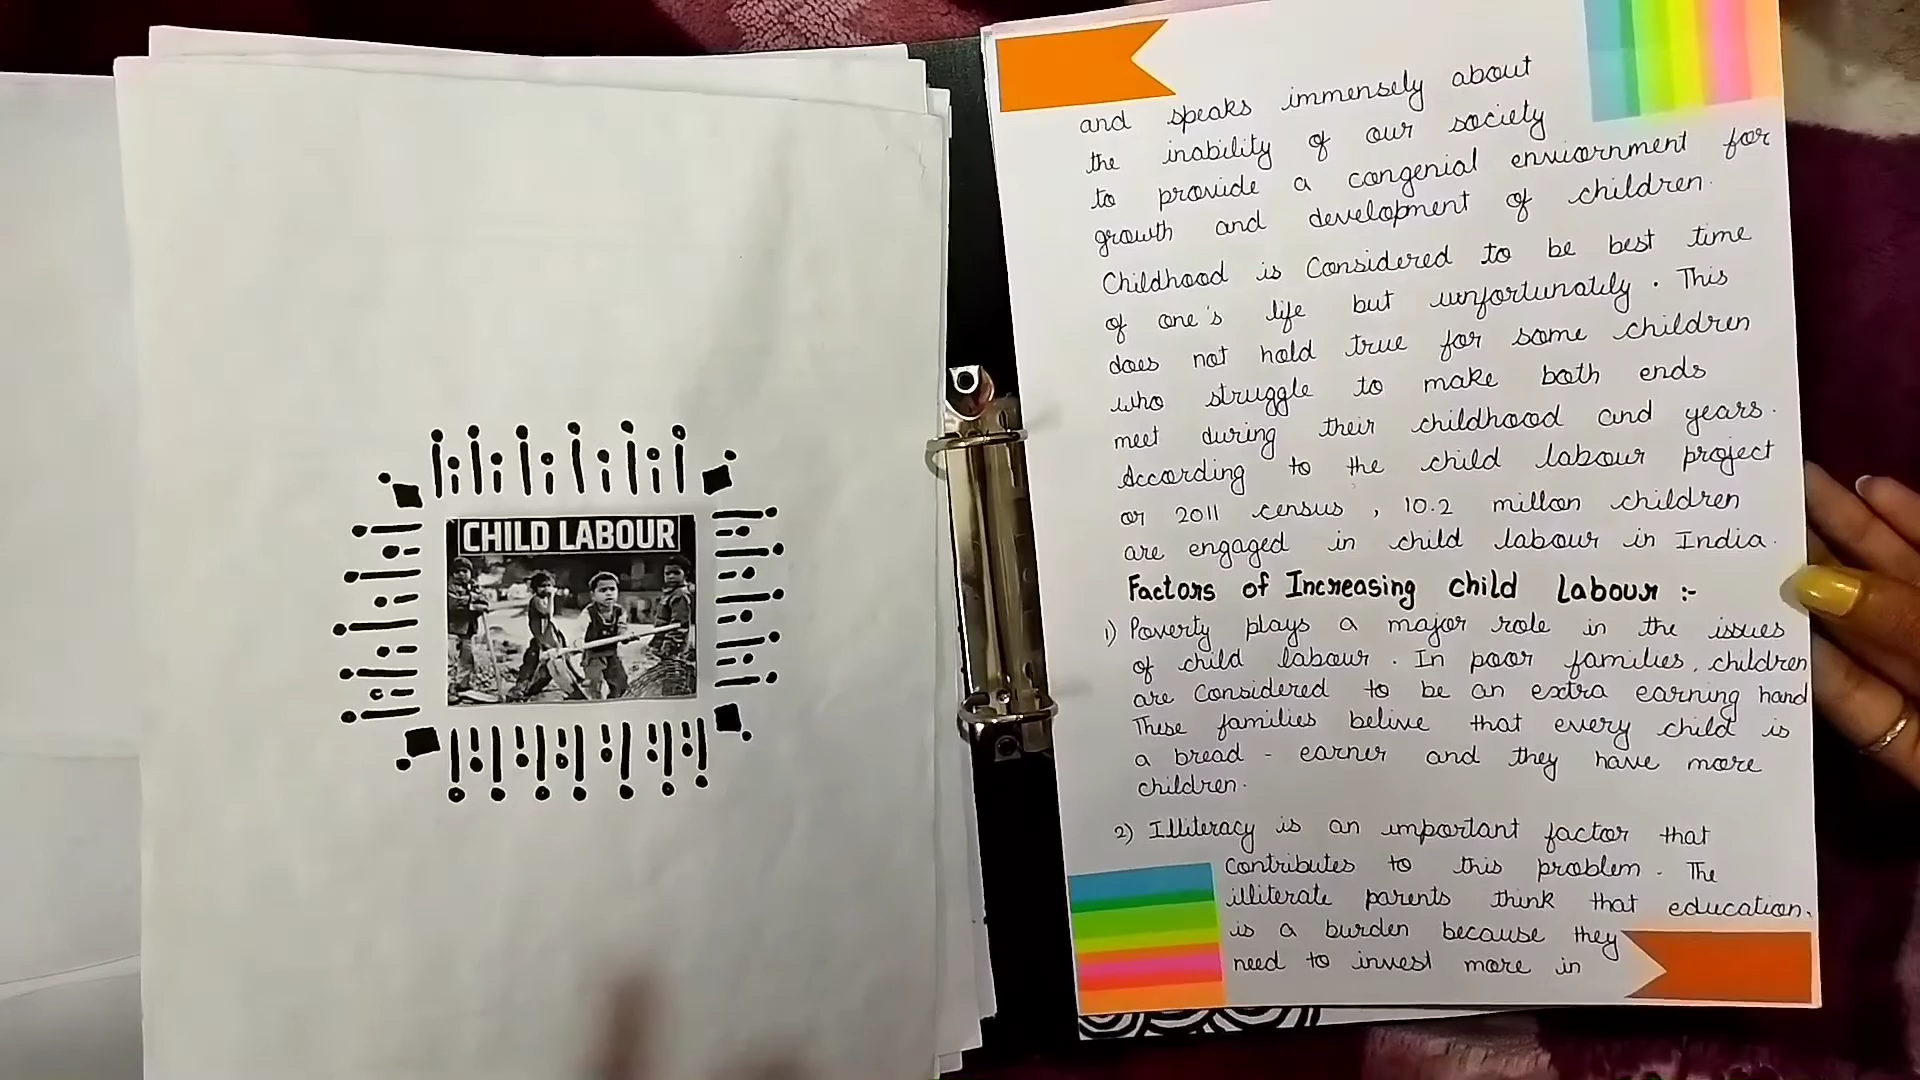 CHILD LABOUR
and speaks immensely about
the inability of our society
to provide a congenial enviornment for
growth and development of children.
Childhood is Considered to be best time
of one's life but unfortunately. This
does not hold true for some children
who struggle to make both ends
meet during their childhood and years.
According to the child labour project
or 2011 census, 10.2 millon children
are engaged in child labour in India.
Factors of Increasing child Labour :-
1) Poverty plays a major role in the issues
of child labour. In poor families, children
are Considered to be an extra earning hand
These families belive that every child is
a bread - earner and they have more
children.
2) Illiteracy is an important factor that
Contributes to this problem. The
illiterate parents think that education.
is a burden because they
need to invest more in